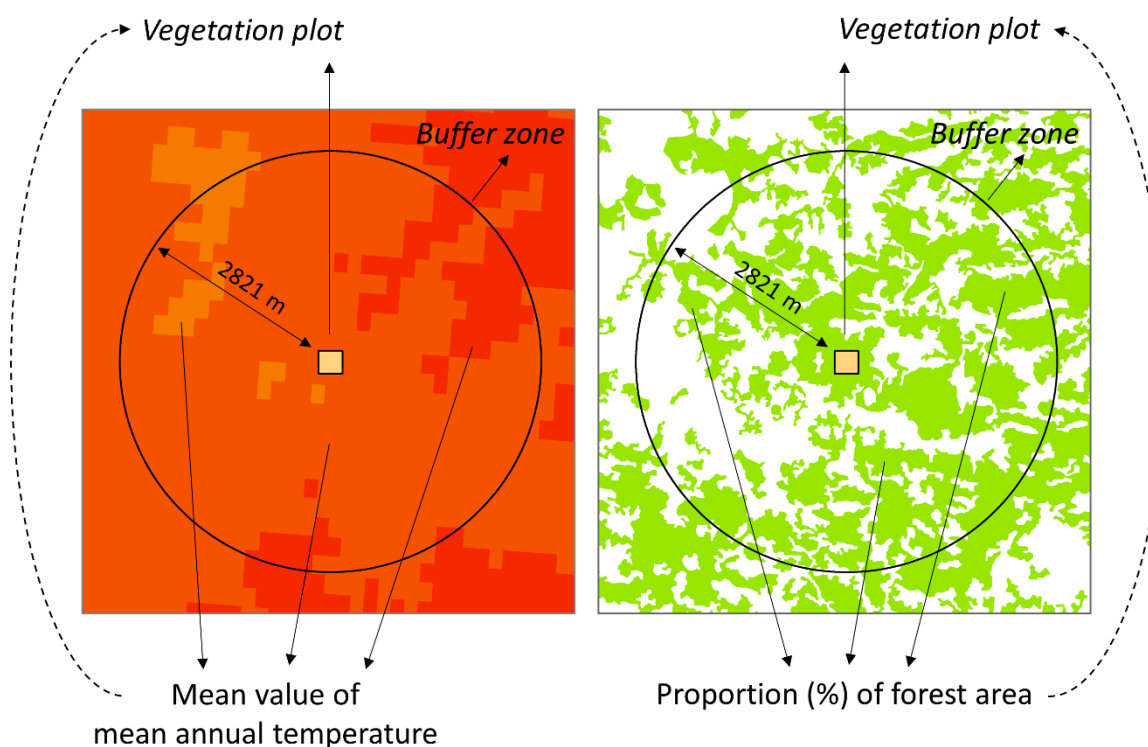 Vegetation plot
Buffer zone
2821 m
Mean value of
mean annual temperature
Vegetation plot
Buffer zone
2821 m
Proportion (%) of forest area